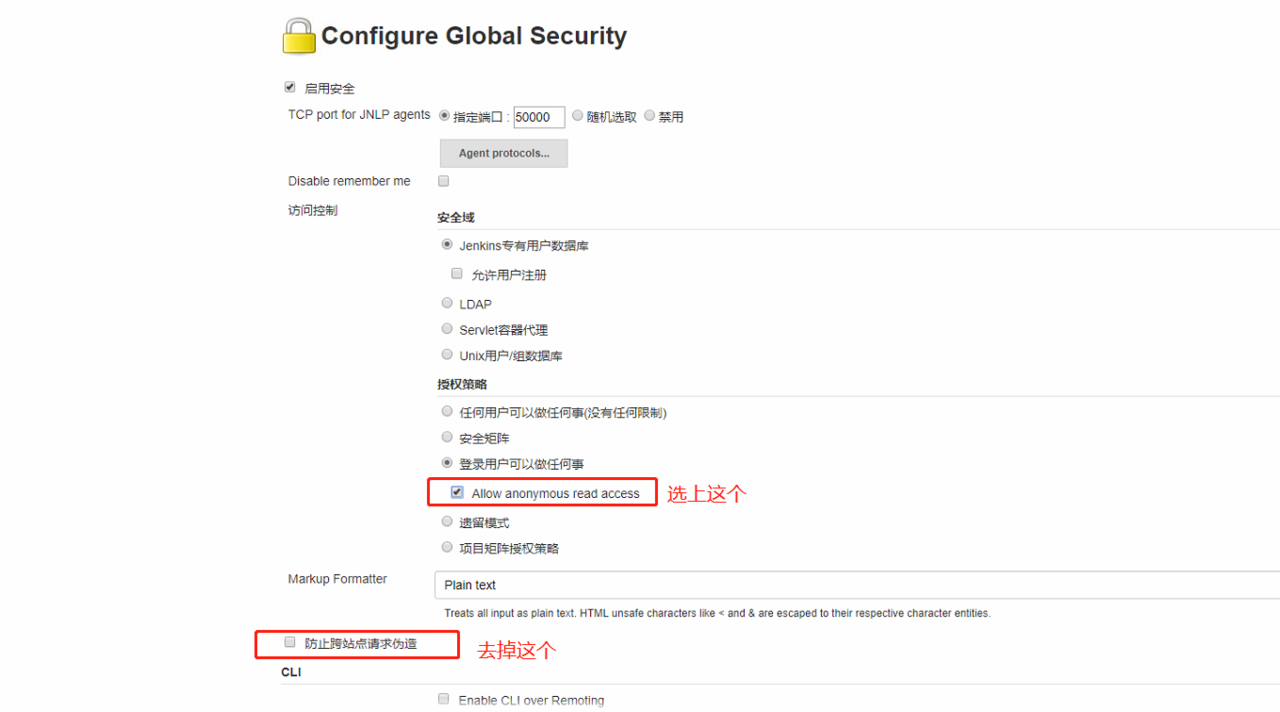 Configure Global Security
启用安全
TCP port for JNLP agents 指定端口 : 50000 随机选取 禁用
Agent protocols...
Disable remember me
访问控制
安全域
Jenkins专有用户数据库
允许用户注册
LDAP
Servlet容器代理
Unix用户/组数据库
授权策略
任何用户可以做任何事(没有任何限制)
安全矩阵
登录用户可以做任何事
Allow anonymous read access 选上这个
遗留模式
项目矩阵授权策略
Markup Formatter
Plain text
Treats all input as plain text. HTML unsafe characters like < and & are escaped to their respective character entities.
防止跨站点请求伪造 去掉这个
CLI
Enable CLI over Remoting